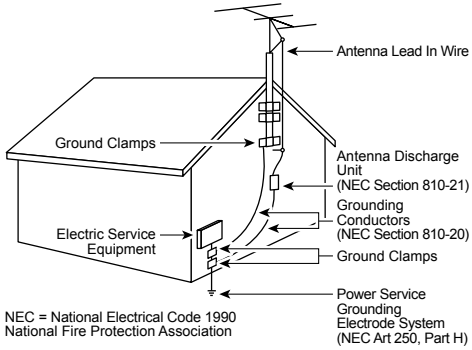 Antenna Lead In Wire
Ground Clamps
Antenna Discharge
Unit
(NEC Section 810-21)
Grounding
Conductors
(NEC Section 810-20)
Electric Service
Equipment
Ground Clamps
Power Service
Grounding
Electrode System
(NEC Art 250, Part H)
NEC = National Electrical Code 1990
National Fire Protection Association